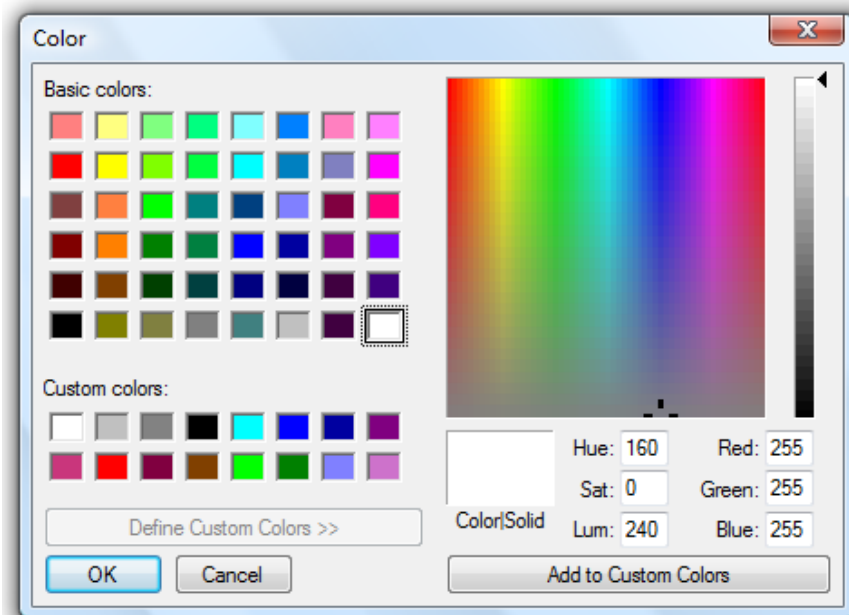 Color
Basic colors:
Custom colors:
Define Custom Colors >>
OK
Cancel
Color|Solid
Hue: 160
Sat: 0
Lum: 240
Red: 255
Green: 255
Blue: 255
Add to Custom Colors